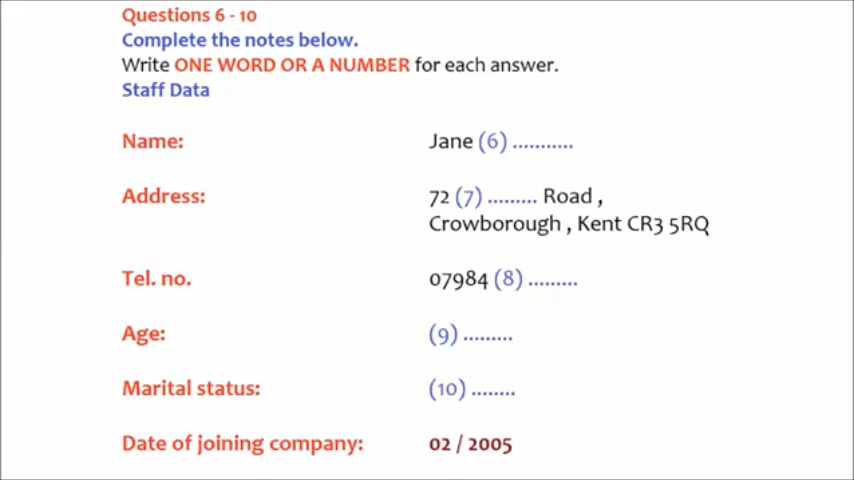 Questions 6 - 10
Complete the notes below.
Write ONE WORD OR A NUMBER for each answer.
Staff Data
Name: Jane (6) ...........
Address: 72 (7) ......... Road ,
Crowborough , Kent CR3 5RQ
Tel. no. 07984 (8) .........
Age: (9) .........
Marital status: (10) ........
Date of joining company: 02 / 2005